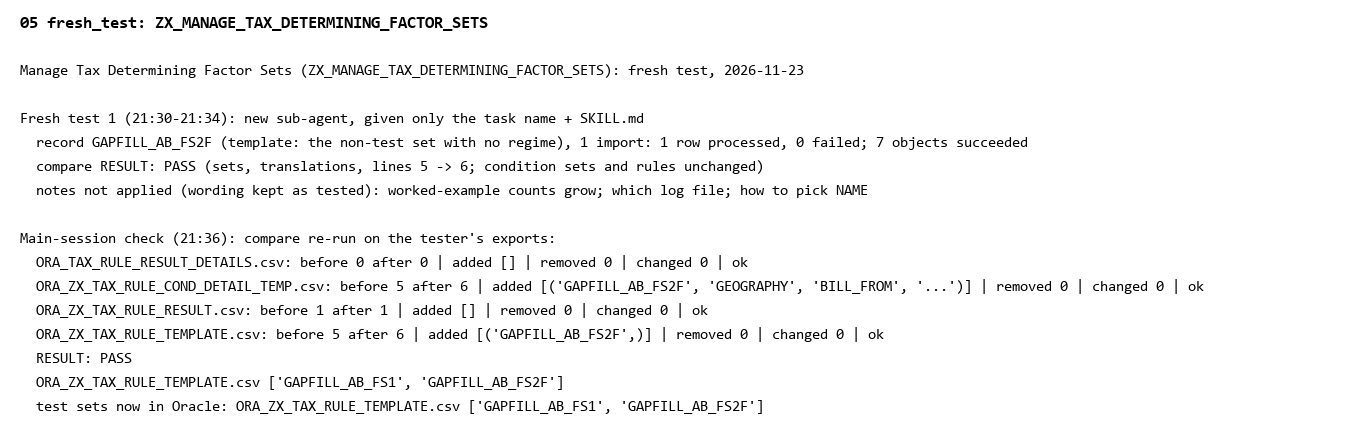 05 fresh_test: ZX_MANAGE_TAX_DETERMINING_FACTOR_SETS
Manage Tax Determining Factor Sets (ZX_MANAGE_TAX_DETERMINING_FACTOR_SETS): fresh test, 2026-11-23
Fresh test 1 (21:30-21:34): new sub-agent, given only the task name + SKILL.md
record GAPFILL_AB_FS2F (template: the non-test set with no regime), 1 import: 1 row processed, 0 failed; 7 objects succeeded
compare RESULT: PASS (sets, translations, lines 5 -> 6; condition sets and rules unchanged)
notes not applied (wording kept as tested): worked-example counts grow; which log file; how to pick NAME
Main-session check (21:36): compare re-run on the tester's exports:
ORA_TAX_RULE_RESULT_DETAILS.csv: before 0 after 0 | added [] | removed 0 | changed 0 | ok
ORA_ZX_TAX_RULE_COND_DETAIL_TEMP.csv: before 5 after 6 | added [('GAPFILL_AB_FS2F', 'GEOGRAPHY', 'BILL_FROM', '...')] | removed 0 | changed 0 | ok
ORA_ZX_TAX_RULE_RESULT.csv: before 1 after 1 | added [] | removed 0 | changed 0 | ok
ORA_ZX_TAX_RULE_TEMPLATE.csv: before 5 after 6 | added [('GAPFILL_AB_FS2F',)] | removed 0 | changed 0 | ok
RESULT: PASS
ORA_ZX_TAX_RULE_TEMPLATE.csv ['GAPFILL_AB_FS1', 'GAPFILL_AB_FS2F']
test sets now in Oracle: ORA_ZX_TAX_RULE_TEMPLATE.csv ['GAPFILL_AB_FS1', 'GAPFILL_AB_FS2F']